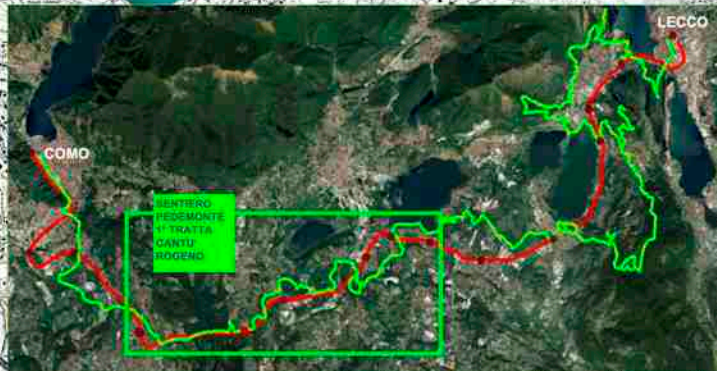 LECCO
COMO
SENTIERO
PEDEMONTE
1° TRATTA
CANTU'
ROGENO